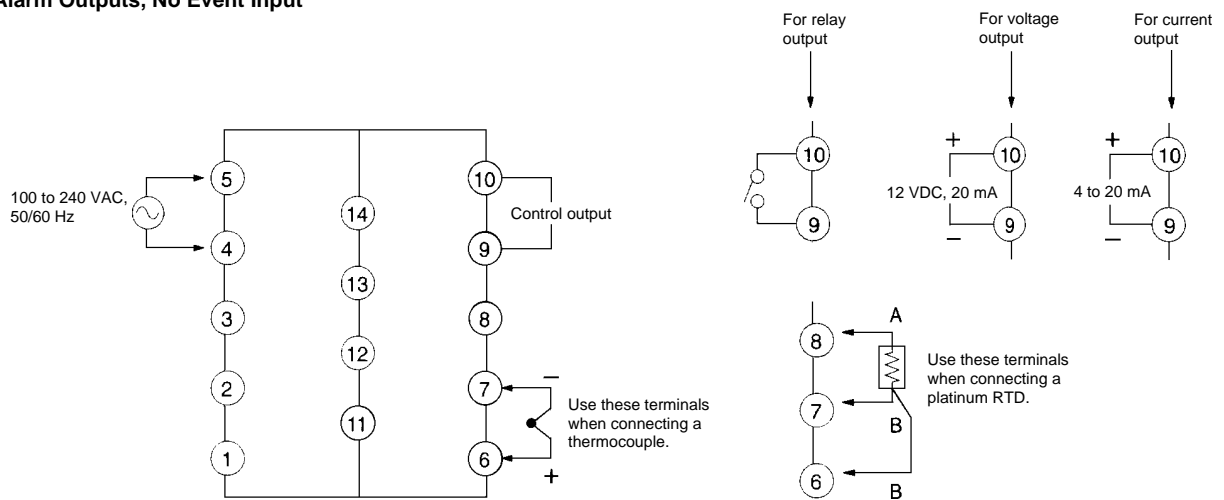 Alarm Outputs, No Event Input
For relay
output
For voltage
output
For current
output
100 to 240 VAC,
50/60 Hz
5
4
3
2
1
14
13
12
11
10
9
8
7
6
Control output
−
+
Use these terminals
when connecting a
thermocouple.
10
9
+
10
12 VDC, 20 mA
−
9
+
10
4 to 20 mA
−
9
8
7
6
A
B
B
Use these terminals
when connecting a
platinum RTD.